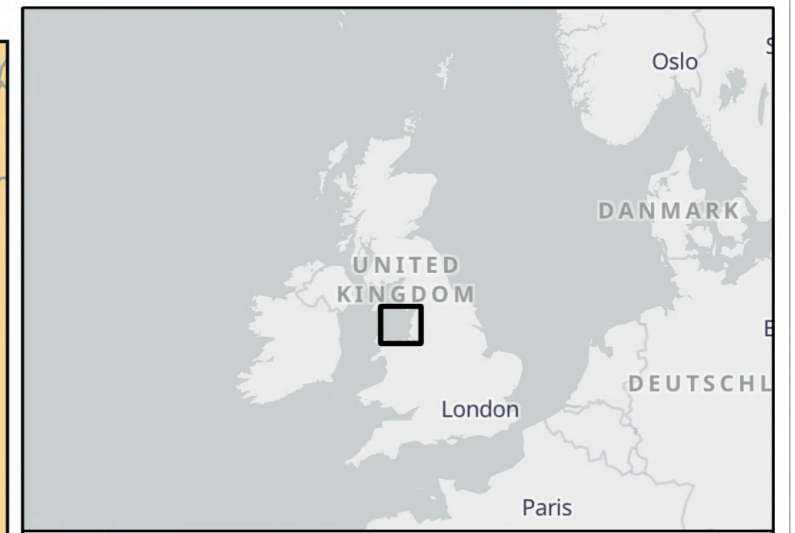 Oslo
DANMARK
UNITED
KINGDOM
DEUTSCHL
London
Paris